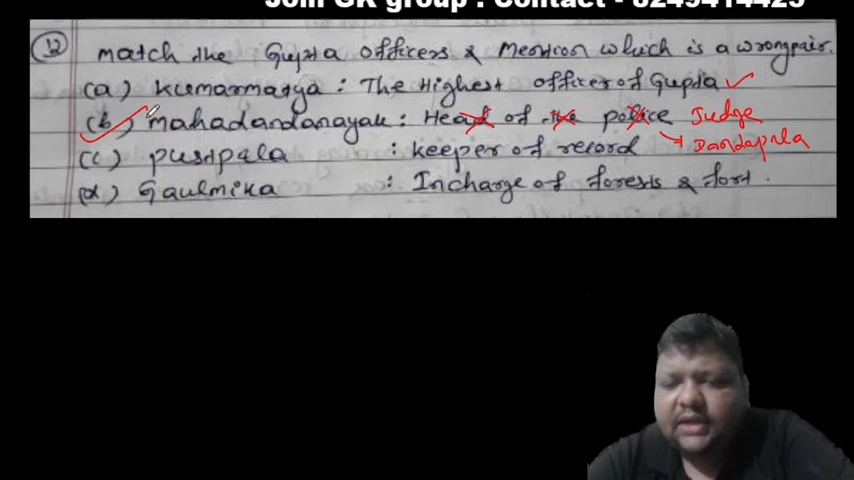 Join GK group : Contact - 8249414425
(12) Match the Gupta officers & Mention which is a wrong pair.
(a) Kumarmatya : The Highest officer of Gupta
(b) Mahadandanayak : Head of the police Judge
Dandapala
(c) Pustpala : keeper of record
(d) Gaulmika : Incharge of forests & fort.